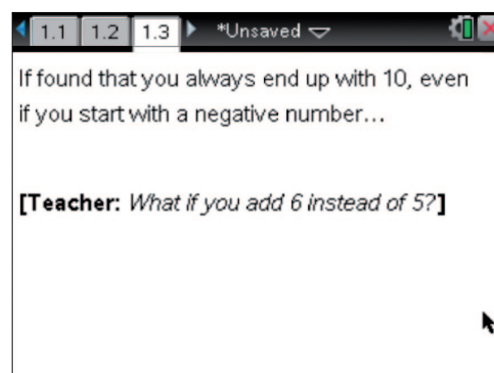 1.1 1.2 1.3 *Unsaved
If found that you always end up with 10, even
if you start with a negative number...
[Teacher: What if you add 6 instead of 5?]